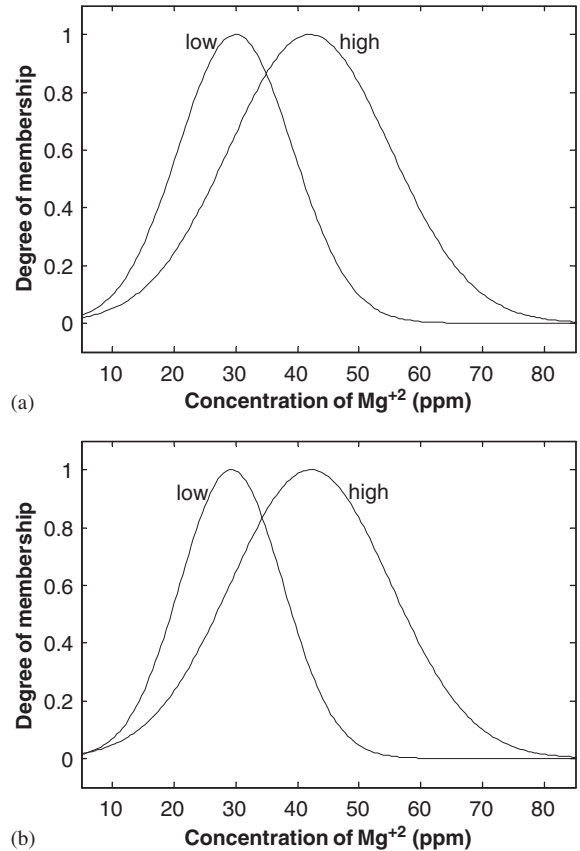 1
0.8
0.6
0.4
0.2
0
Degree of membership
low
high
10 20 30 40 50 60 70 80
(a)
Concentration of Mg+2 (ppm)
1
0.8
0.6
0.4
0.2
0
Degree of membership
low
high
10 20 30 40 50 60 70 80
(b)
Concentration of Mg+2 (ppm)